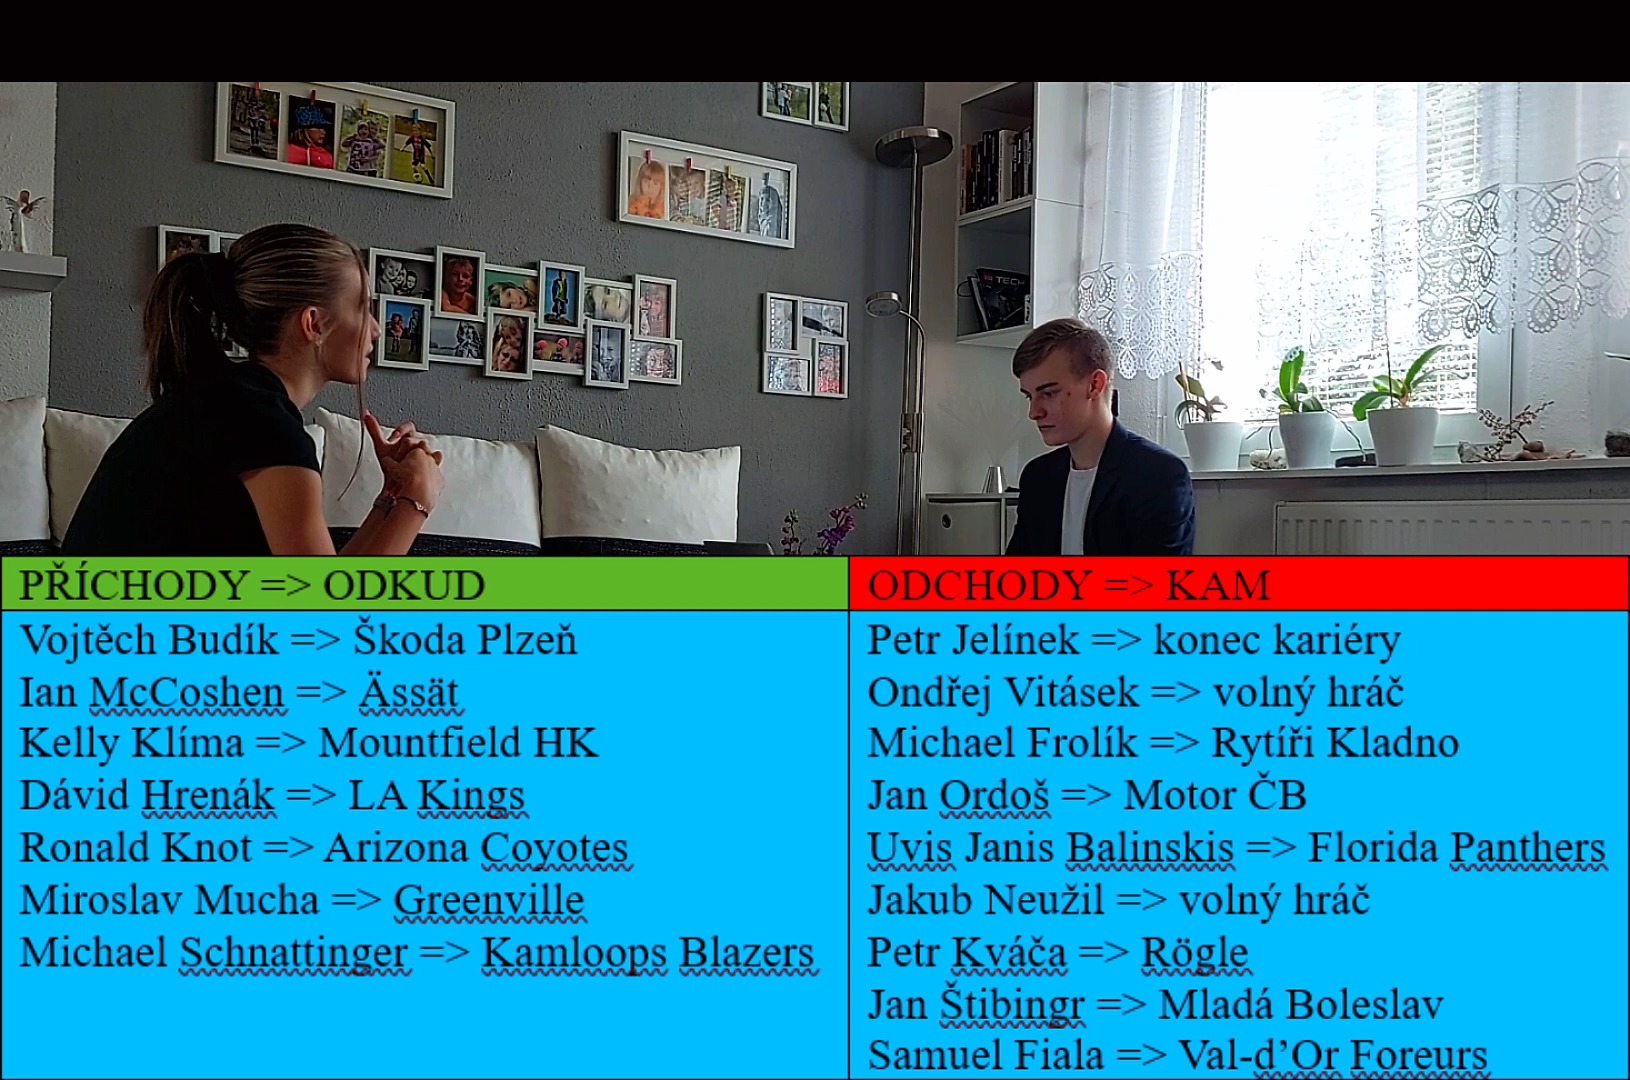 TECH
PŘÍCHODY => ODKUD
Vojtěch Budík => Škoda Plzeň
Ian McCoshen => Ässät
Kelly Klíma => Mountfield HK
Dávid Hrenák => LA Kings
Ronald Knot => Arizona Coyotes
Miroslav Mucha => Greenville
Michael Schnattinger => Kamloops Blazers
ODCHODY => KAM
Petr Jelínek => konec kariéry
Ondřej Vitásek => volný hráč
Michael Frolík => Rytíři Kladno
Jan Ordoš => Motor ČB
Uvis Janis Balinskis => Florida Panthers
Jakub Neužil => volný hráč
Petr Kváča => Rögle
Jan Štibingr => Mladá Boleslav
Samuel Fiala => Val-d’Or Foreurs